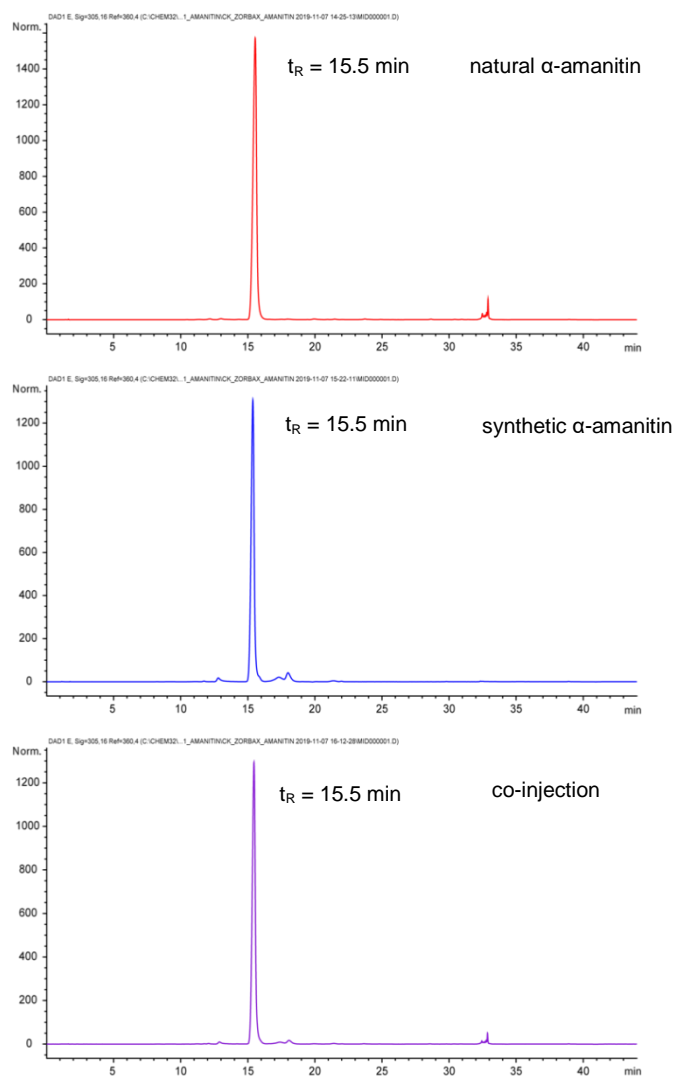 DAD1 E, Sig=305,16 Ref=360,4 (C:\CHEM32\...1_AMANITIN\CK_ZORBAX_AMANITIN 2019-11-07 14-25-13\MID000001.D)
Norm.
tR = 15.5 min natural α-amanitin
1400
1200
1000
800
600
400
200
0
5 10 15 20 25 30 35 40 min
DAD1 E, Sig=305,16 Ref=360,4 (C:\CHEM32\...1_AMANITIN\CK_ZORBAX_AMANITIN 2019-11-07 15-22-11\MID000001.D)
Norm.
tR = 15.5 min synthetic α-amanitin
1200
1000
800
600
400
200
0
5 10 15 20 25 30 35 40 min
DAD1 E, Sig=305,16 Ref=360,4 (C:\CHEM32\...1_AMANITIN\CK_ZORBAX_AMANITIN 2019-11-07 16-12-28\MID000001.D)
Norm.
tR = 15.5 min co-injection
1200
1000
800
600
400
200
0
5 10 15 20 25 30 35 40 min